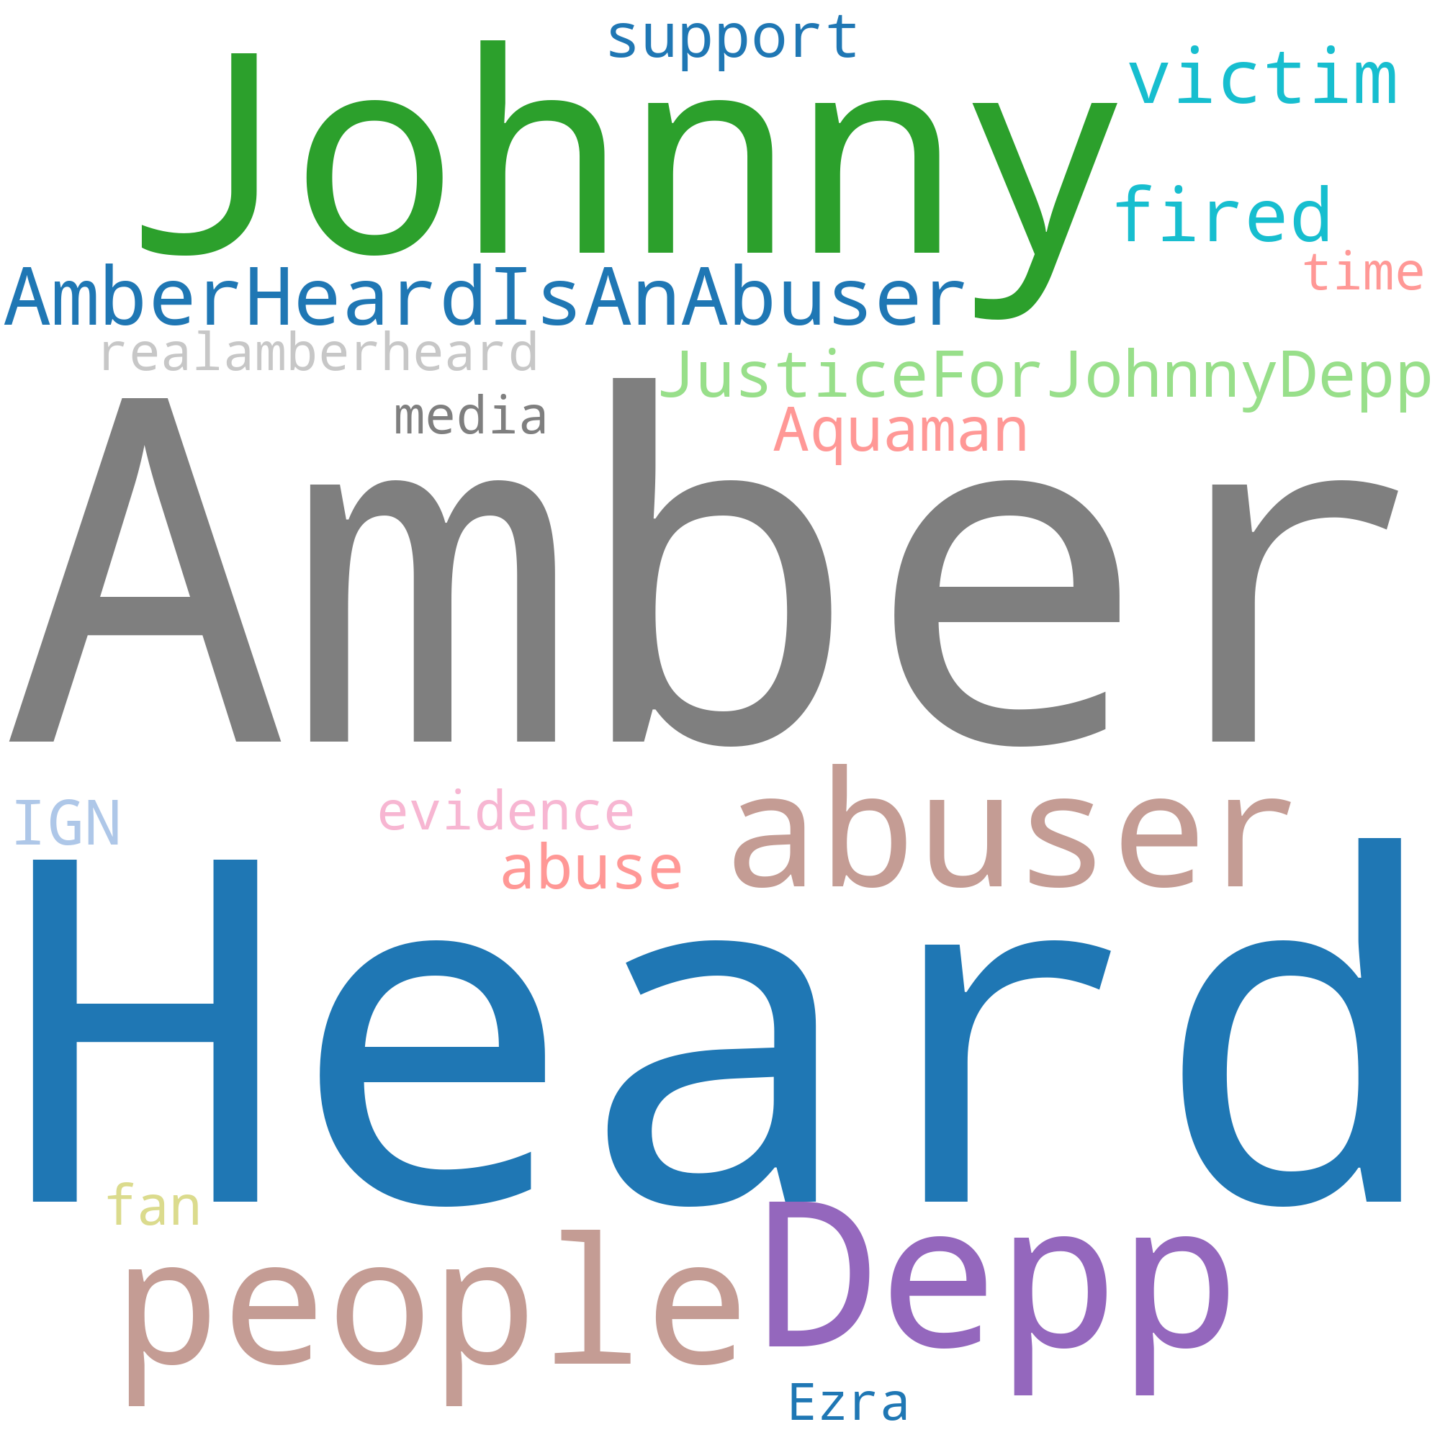 support
victim
Johnny
fired
time
AmberHeardIsAnAbuser
realamberheard
JusticeForJohnnyDepp
media
Aquaman
Amber
IGN
evidence
abuser
abuse
Heard
fan
people
Depp
Ezra